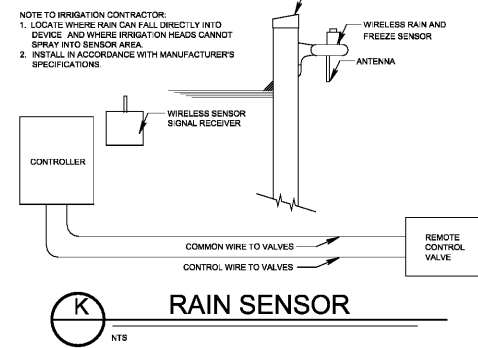 NOTE TO IRRIGATION CONTRACTOR:
1. LOCATE WHERE RAIN CAN FALL DIRECTLY INTO
DEVICE AND WHERE IRRIGATION HEADS CANNOT
SPRAY INTO SENSOR AREA.
2. INSTALL IN ACCORDANCE WITH MANUFACTURER'S
SPECIFICATIONS.
WIRELESS RAIN AND
FREEZE SENSOR
ANTENNA
WIRELESS SENSOR
SIGNAL RECEIVER
CONTROLLER
COMMON WIRE TO VALVES
CONTROL WIRE TO VALVES
REMOTE
CONTROL
VALVE
K
RAIN SENSOR
NTS